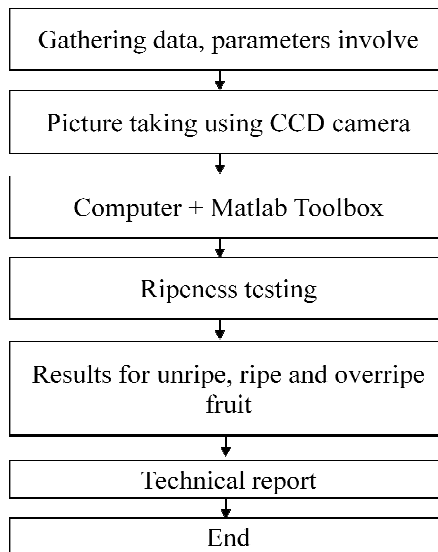 Gathering data, parameters involve
Picture taking using CCD camera
Computer + Matlab Toolbox
Ripeness testing
Results for unripe, ripe and overripe
fruit
Technical report
End